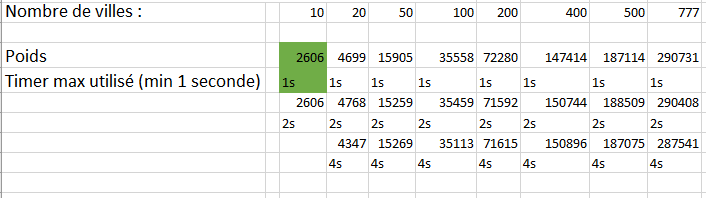 Nombre de villes : 10 20 50 100 200 400 500 777
Poids 2606 4699 15905 35558 72280 147414 187114 290731
Timer max utilisé (min 1 seconde) 1s 1s 1s 1s 1s 1s 1s 1s
2606 4768 15259 35459 71592 150744 188509 290408
2s 2s 2s 2s 2s 2s 2s 2s
4347 15269 35113 71615 150896 187075 287541
4s 4s 4s 4s 4s 4s 4s